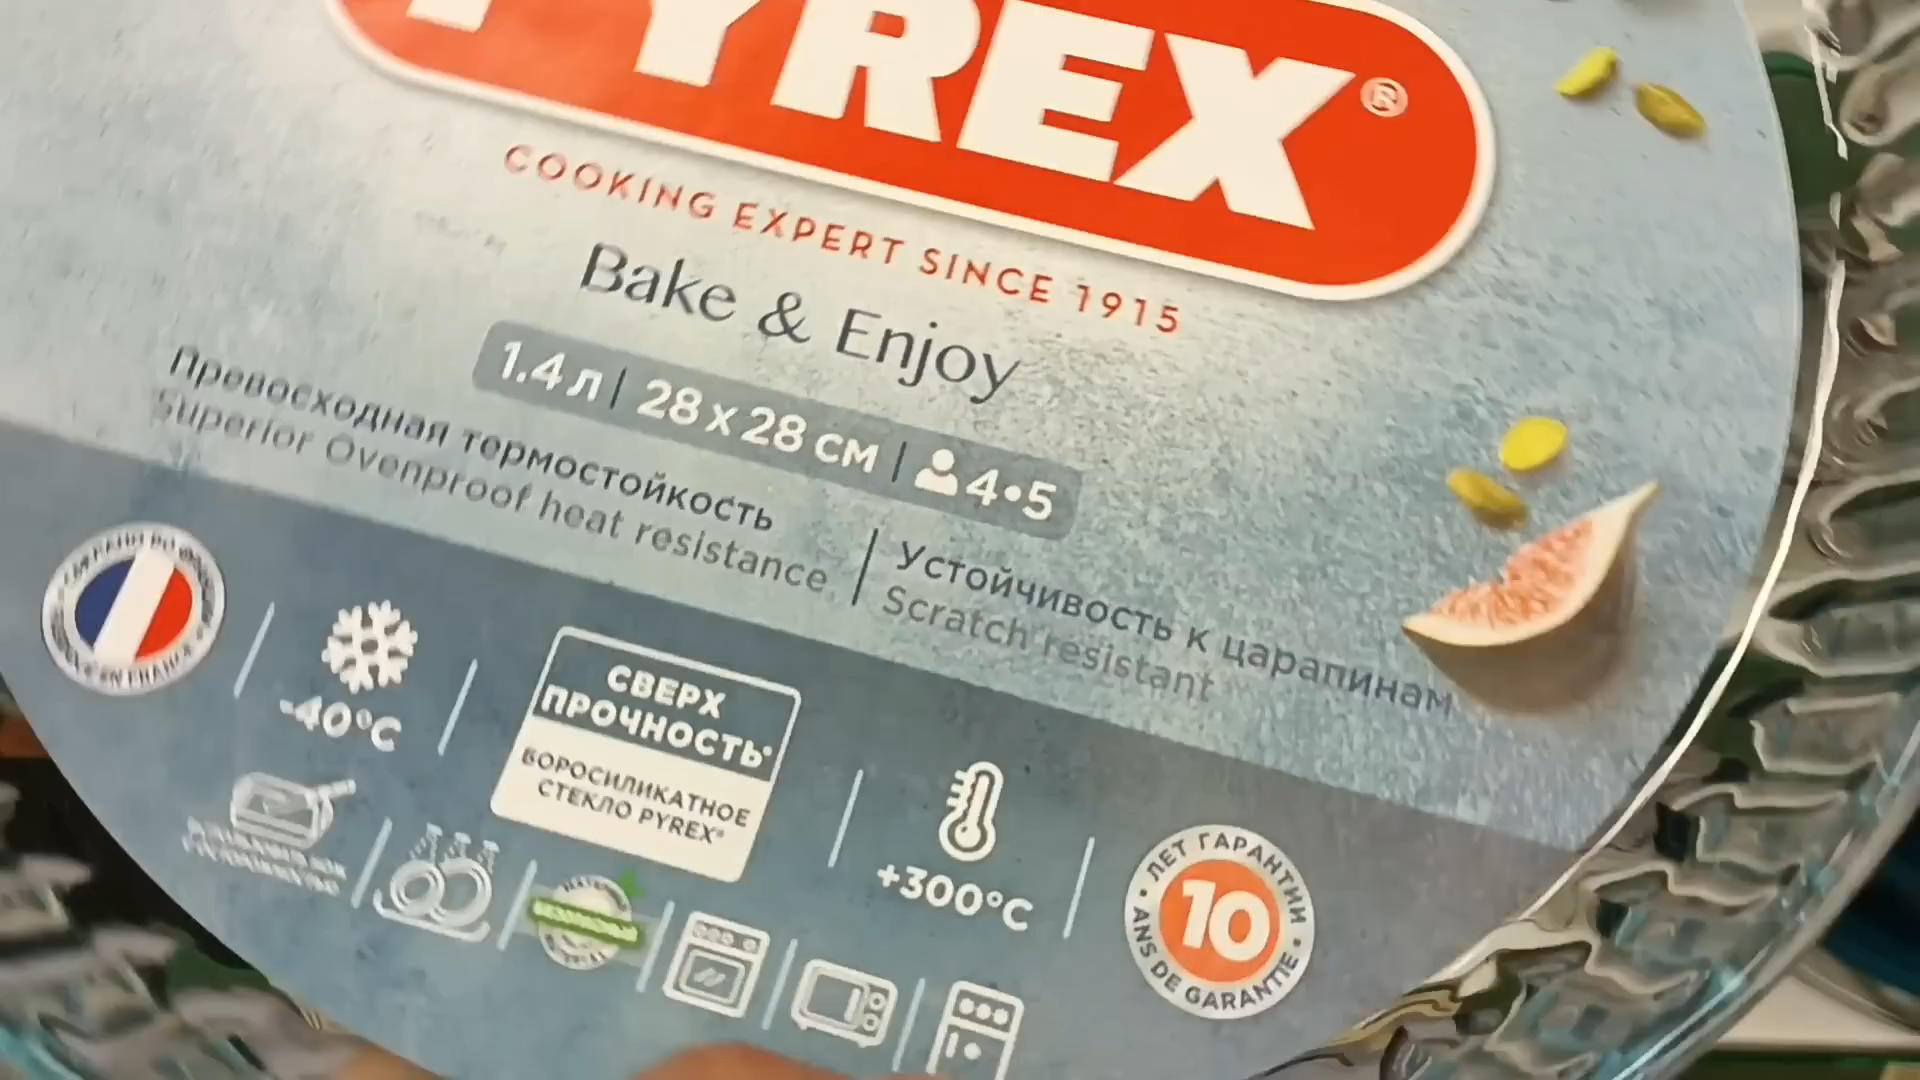 PYREX®
COOKING EXPERT SINCE 1915
Bake & Enjoy
1.4 л | 28 x 28 см | 4•5
Превосходная термостойкость
Superior Ovenproof heat resistance
Устойчивость к царапинам
Scratch resistant
-40°C
СВЕРХ
ПРОЧНОСТЬ*
БОРОСИЛИКАТНОЕ
СТЕКЛО PYREX®
+300°C
ЛЕТ ГАРАНТИИ
10
ANS DE GARANTIE